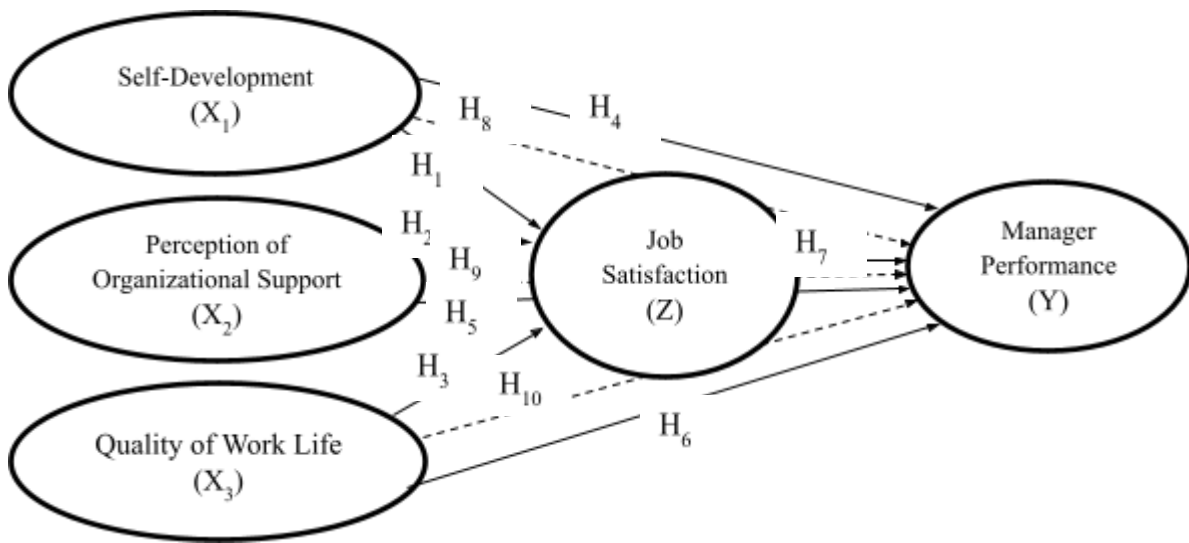 Self-Development
(X₁)
H₈
H₄
H₁
Perception of
Organizational Support
(X₂)
H₂
H₉
H₅
Job
Satisfaction
(Z)
H₇
Manager
Performance
(Y)
H₃
H₁₀
H₆
Quality of Work Life
(X₃)